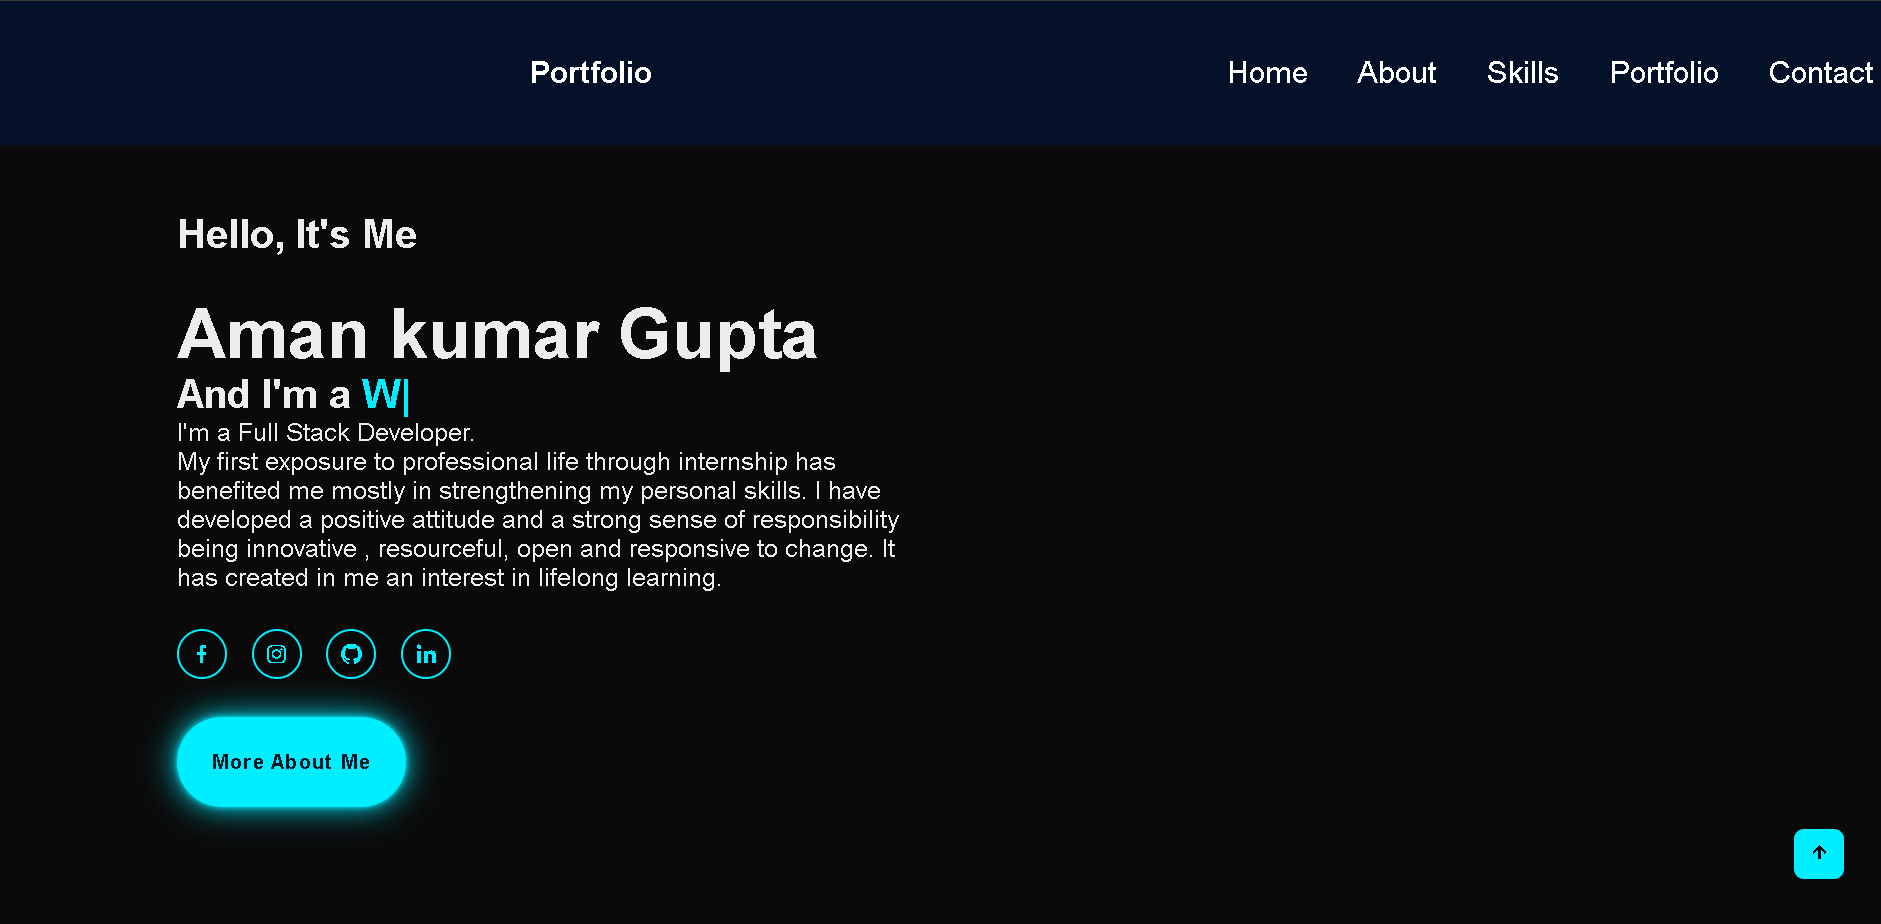 Portfolio Home About Skills Portfolio Contact
Hello, It's Me
Aman kumar Gupta
And I'm a W|
I'm a Full Stack Developer.
My first exposure to professional life through internship has
benefited me mostly in strengthening my personal skills. I have
developed a positive attitude and a strong sense of responsibility
being innovative , resourceful, open and responsive to change. It
has created in me an interest in lifelong learning.
More About Me